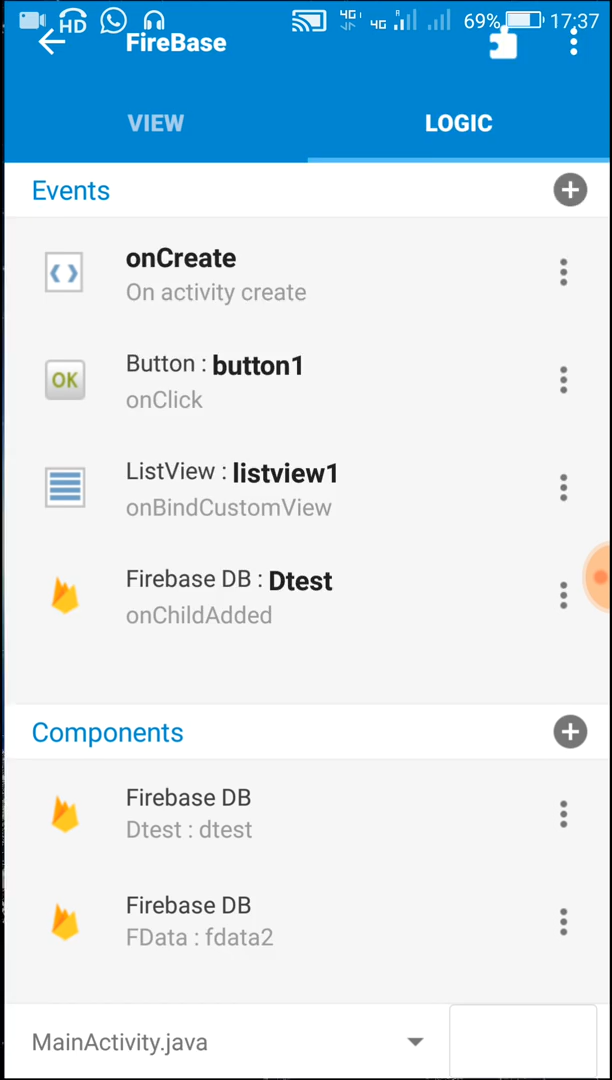 HD 4G 4G R 69% 17:37
FireBase
VIEW LOGIC
Events
onCreate
On activity create
OK
Button : button1
onClick
ListView : listview1
onBindCustomView
Firebase DB : Dtest
onChildAdded
Components
Firebase DB
Dtest : dtest
Firebase DB
FData : fdata2
MainActivity.java